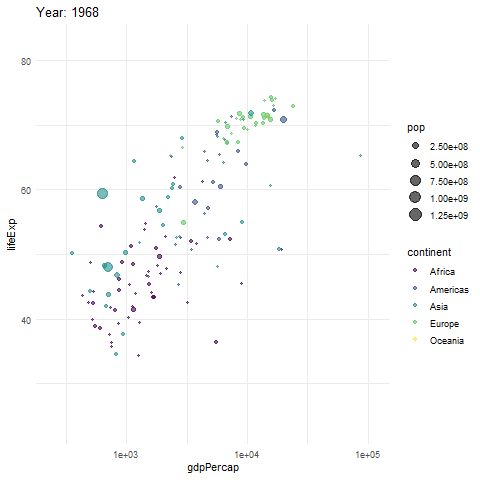 Year: 1968
80
60
40
lifeExp
1e+03
1e+04
1e+05
gdpPercap
pop
2.50e+08
5.00e+08
7.50e+08
1.00e+09
1.25e+09
continent
Africa
Americas
Asia
Europe
Oceania